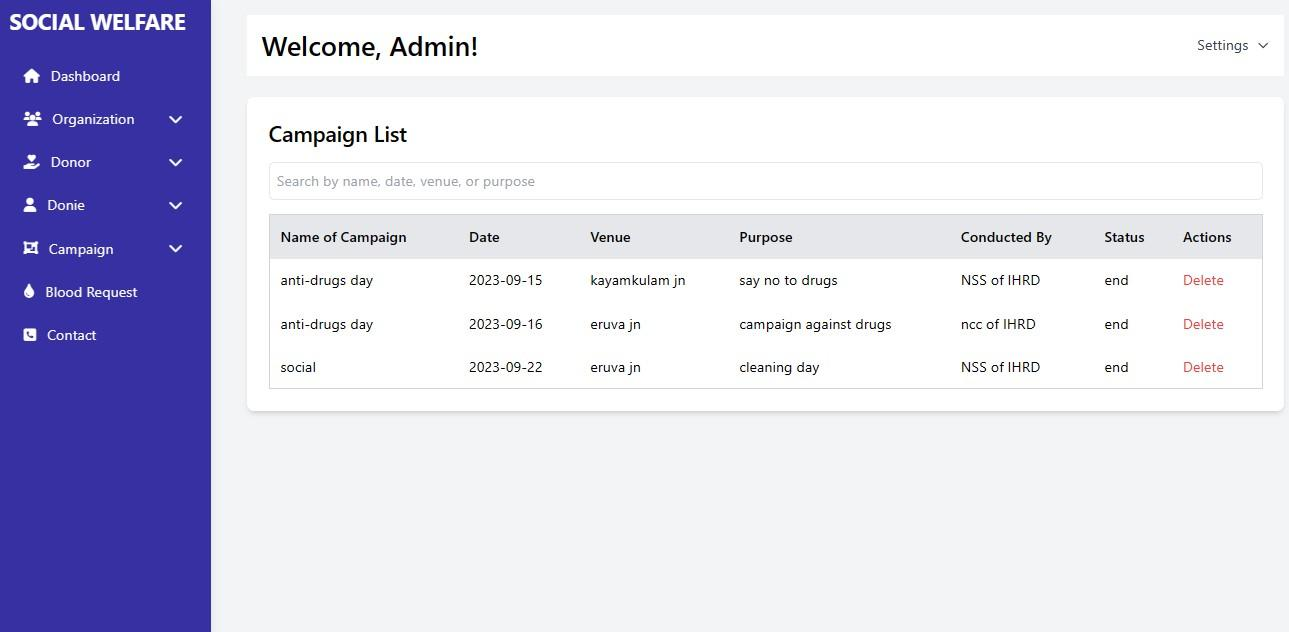 SOCIAL WELFARE
Dashboard
Organization
Donor
Donie
Campaign
Blood Request
Contact
Welcome, Admin!
Settings
Campaign List
Search by name, date, venue, or purpose
Name of Campaign Date Venue Purpose Conducted By Status Actions
anti-drugs day 2023-09-15 kayamkulam jn say no to drugs NSS of IHRD end Delete
anti-drugs day 2023-09-16 eruva jn campaign against drugs ncc of IHRD end Delete
social 2023-09-22 eruva jn cleaning day NSS of IHRD end Delete